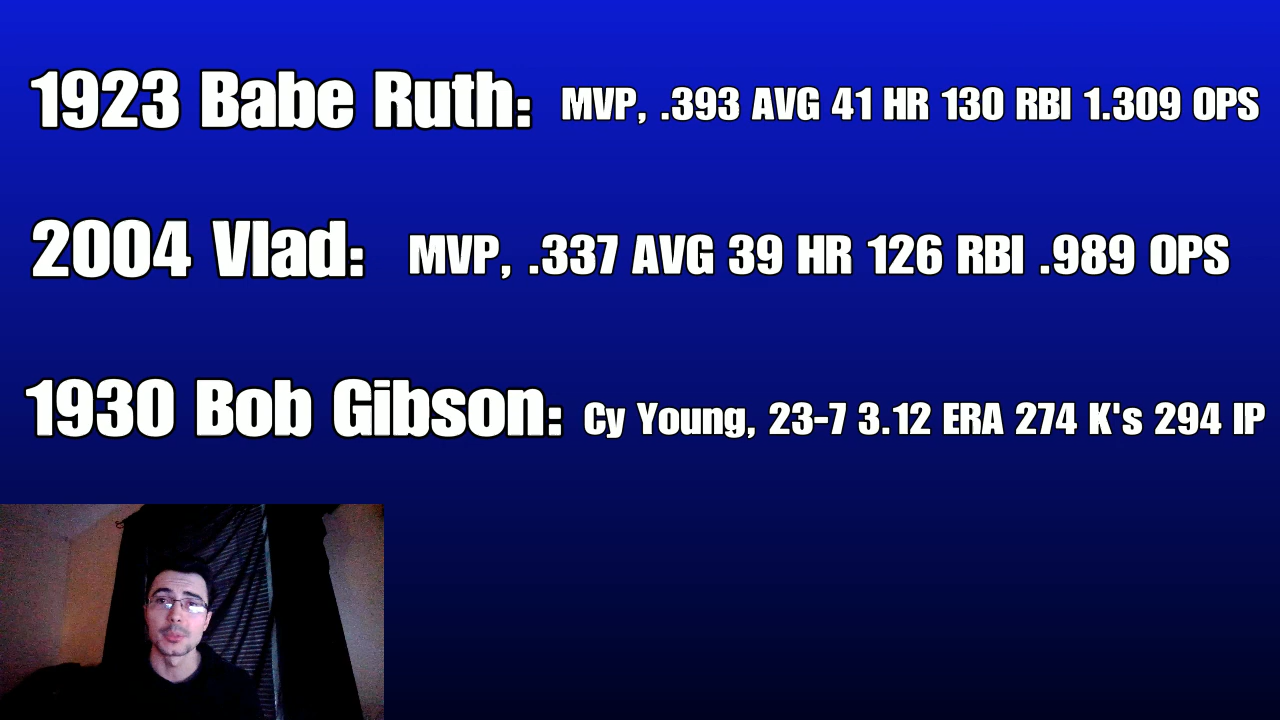 1923 Babe Ruth: MVP, .393 AVG 41 HR 130 RBI 1.309 OPS
2004 Vlad: MVP, .337 AVG 39 HR 126 RBI .989 OPS
1930 Bob Gibson: Cy Young, 23-7 3.12 ERA 274 K's 294 IP